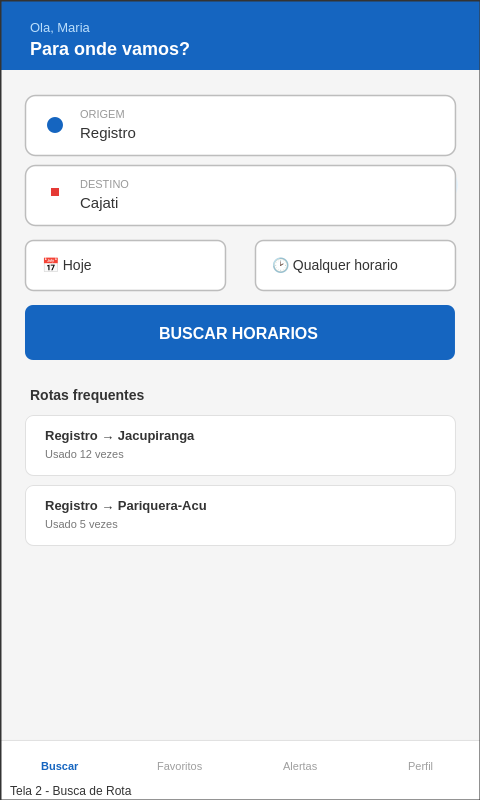 Ola, Maria
Para onde vamos?
ORIGEM
Registro
DESTINO
Cajati
📅 Hoje
🕑 Qualquer horario
BUSCAR HORARIOS
Rotas frequentes
Registro → Jacupiranga
Usado 12 vezes
Registro → Pariquera-Acu
Usado 5 vezes
Buscar Favoritos Alertas Perfil
Tela 2 - Busca de Rota